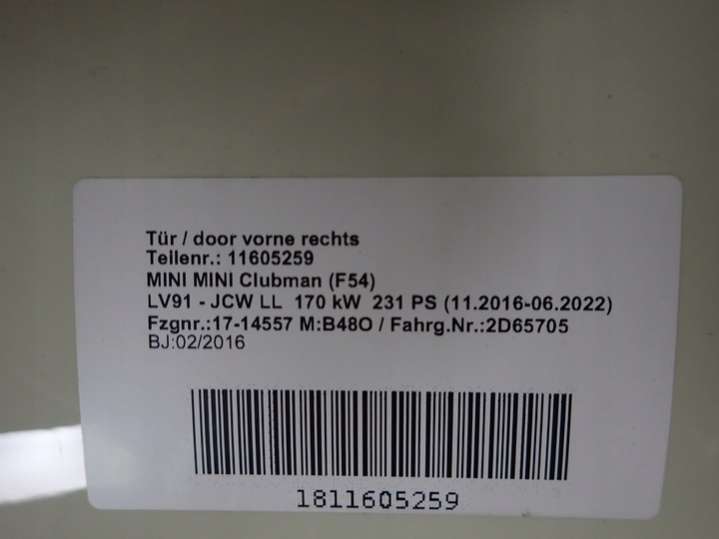 Tür / door vorne rechts
Teilenr.: 11605259
MINI MINI Clubman (F54)
LV91 - JCW LL 170 kW 231 PS (11.2016-06.2022)
Fzgnr.:17-14557 M:B48O / Fahrg.Nr.:2D65705
BJ:02/2016
1811605259